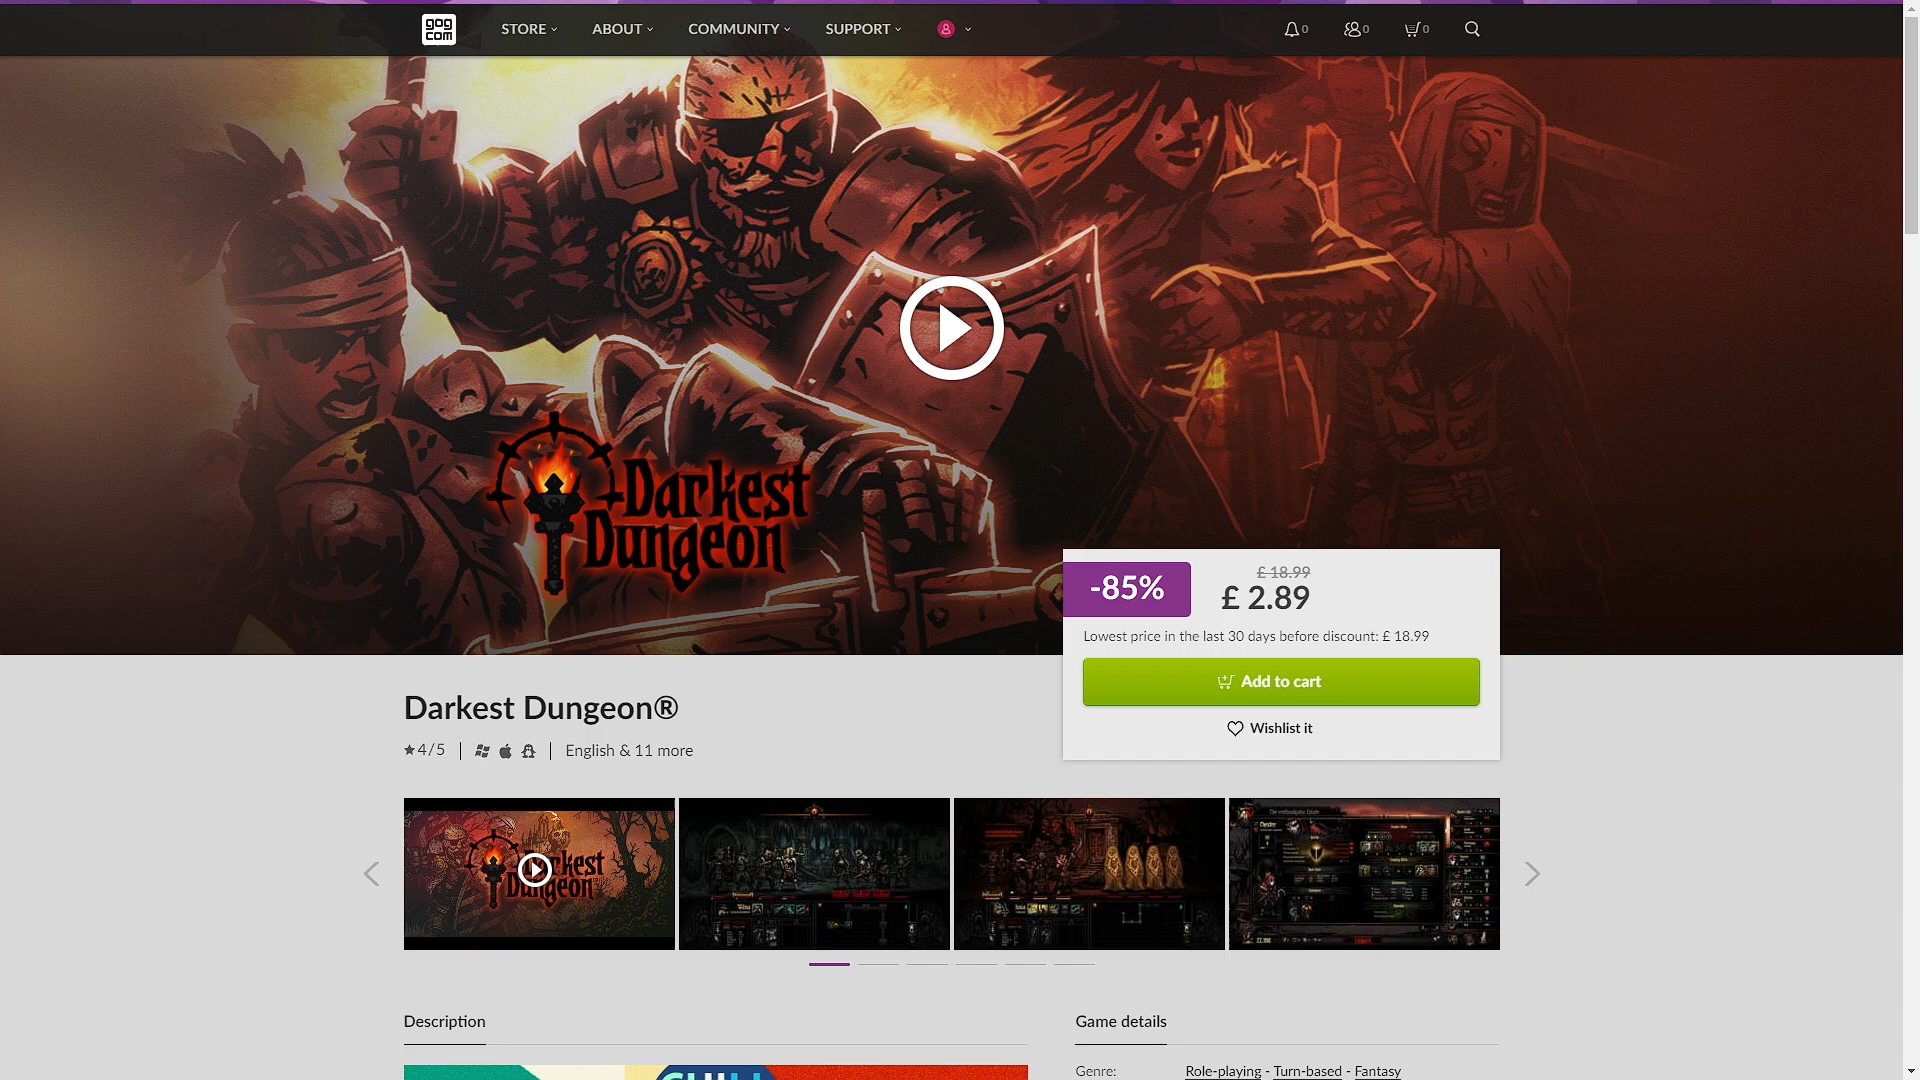 gog
com
STORE
ABOUT
COMMUNITY
SUPPORT
0
0
0
Darkest
Dungeon
-85%
£ 18.99
£ 2.89
Lowest price in the last 30 days before discount: £ 18.99
Add to cart
Wishlist it
Darkest Dungeon®
4/5
English & 11 more
Darkest
Dungeon
Description
Game details
Genre:
Role-playing - Turn-based - Fantasy